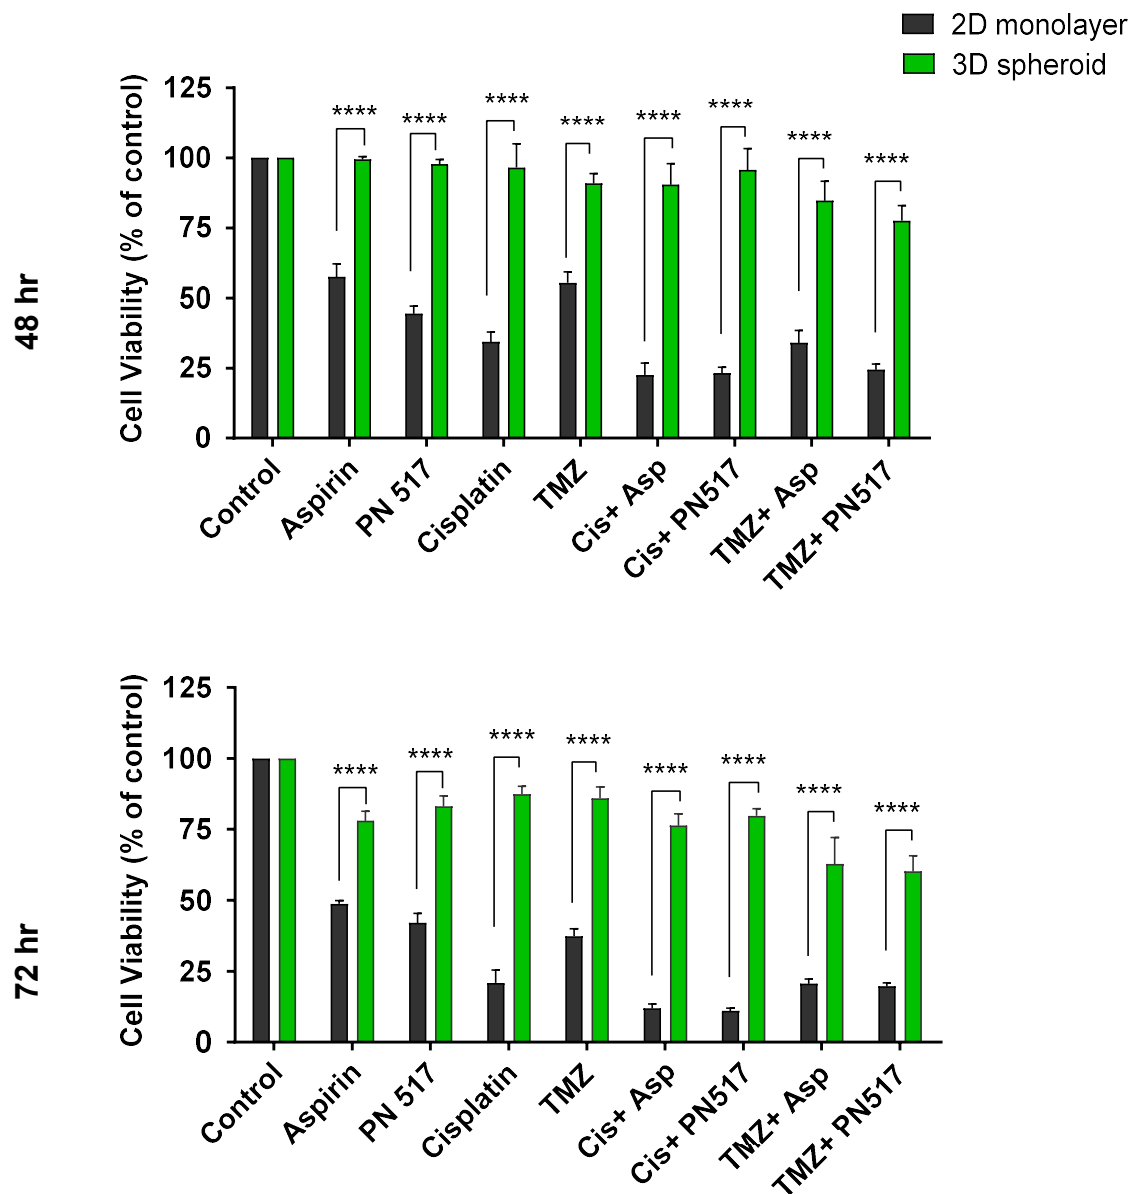 2D monolayer
3D spheroid
48 hr
Cell Viability (% of control)
125
100
75
50
25
0
**** **** **** **** **** **** **** ****
Control Aspirin PN 517 Cisplatin TMZ Cis+ Asp Cis+ PN517 TMZ+ Asp TMZ+ PN517
72 hr
Cell Viability (% of control)
125
100
75
50
25
0
**** **** **** **** **** **** **** ****
Control Aspirin PN 517 Cisplatin TMZ Cis+ Asp Cis+ PN517 TMZ+ Asp TMZ+ PN517